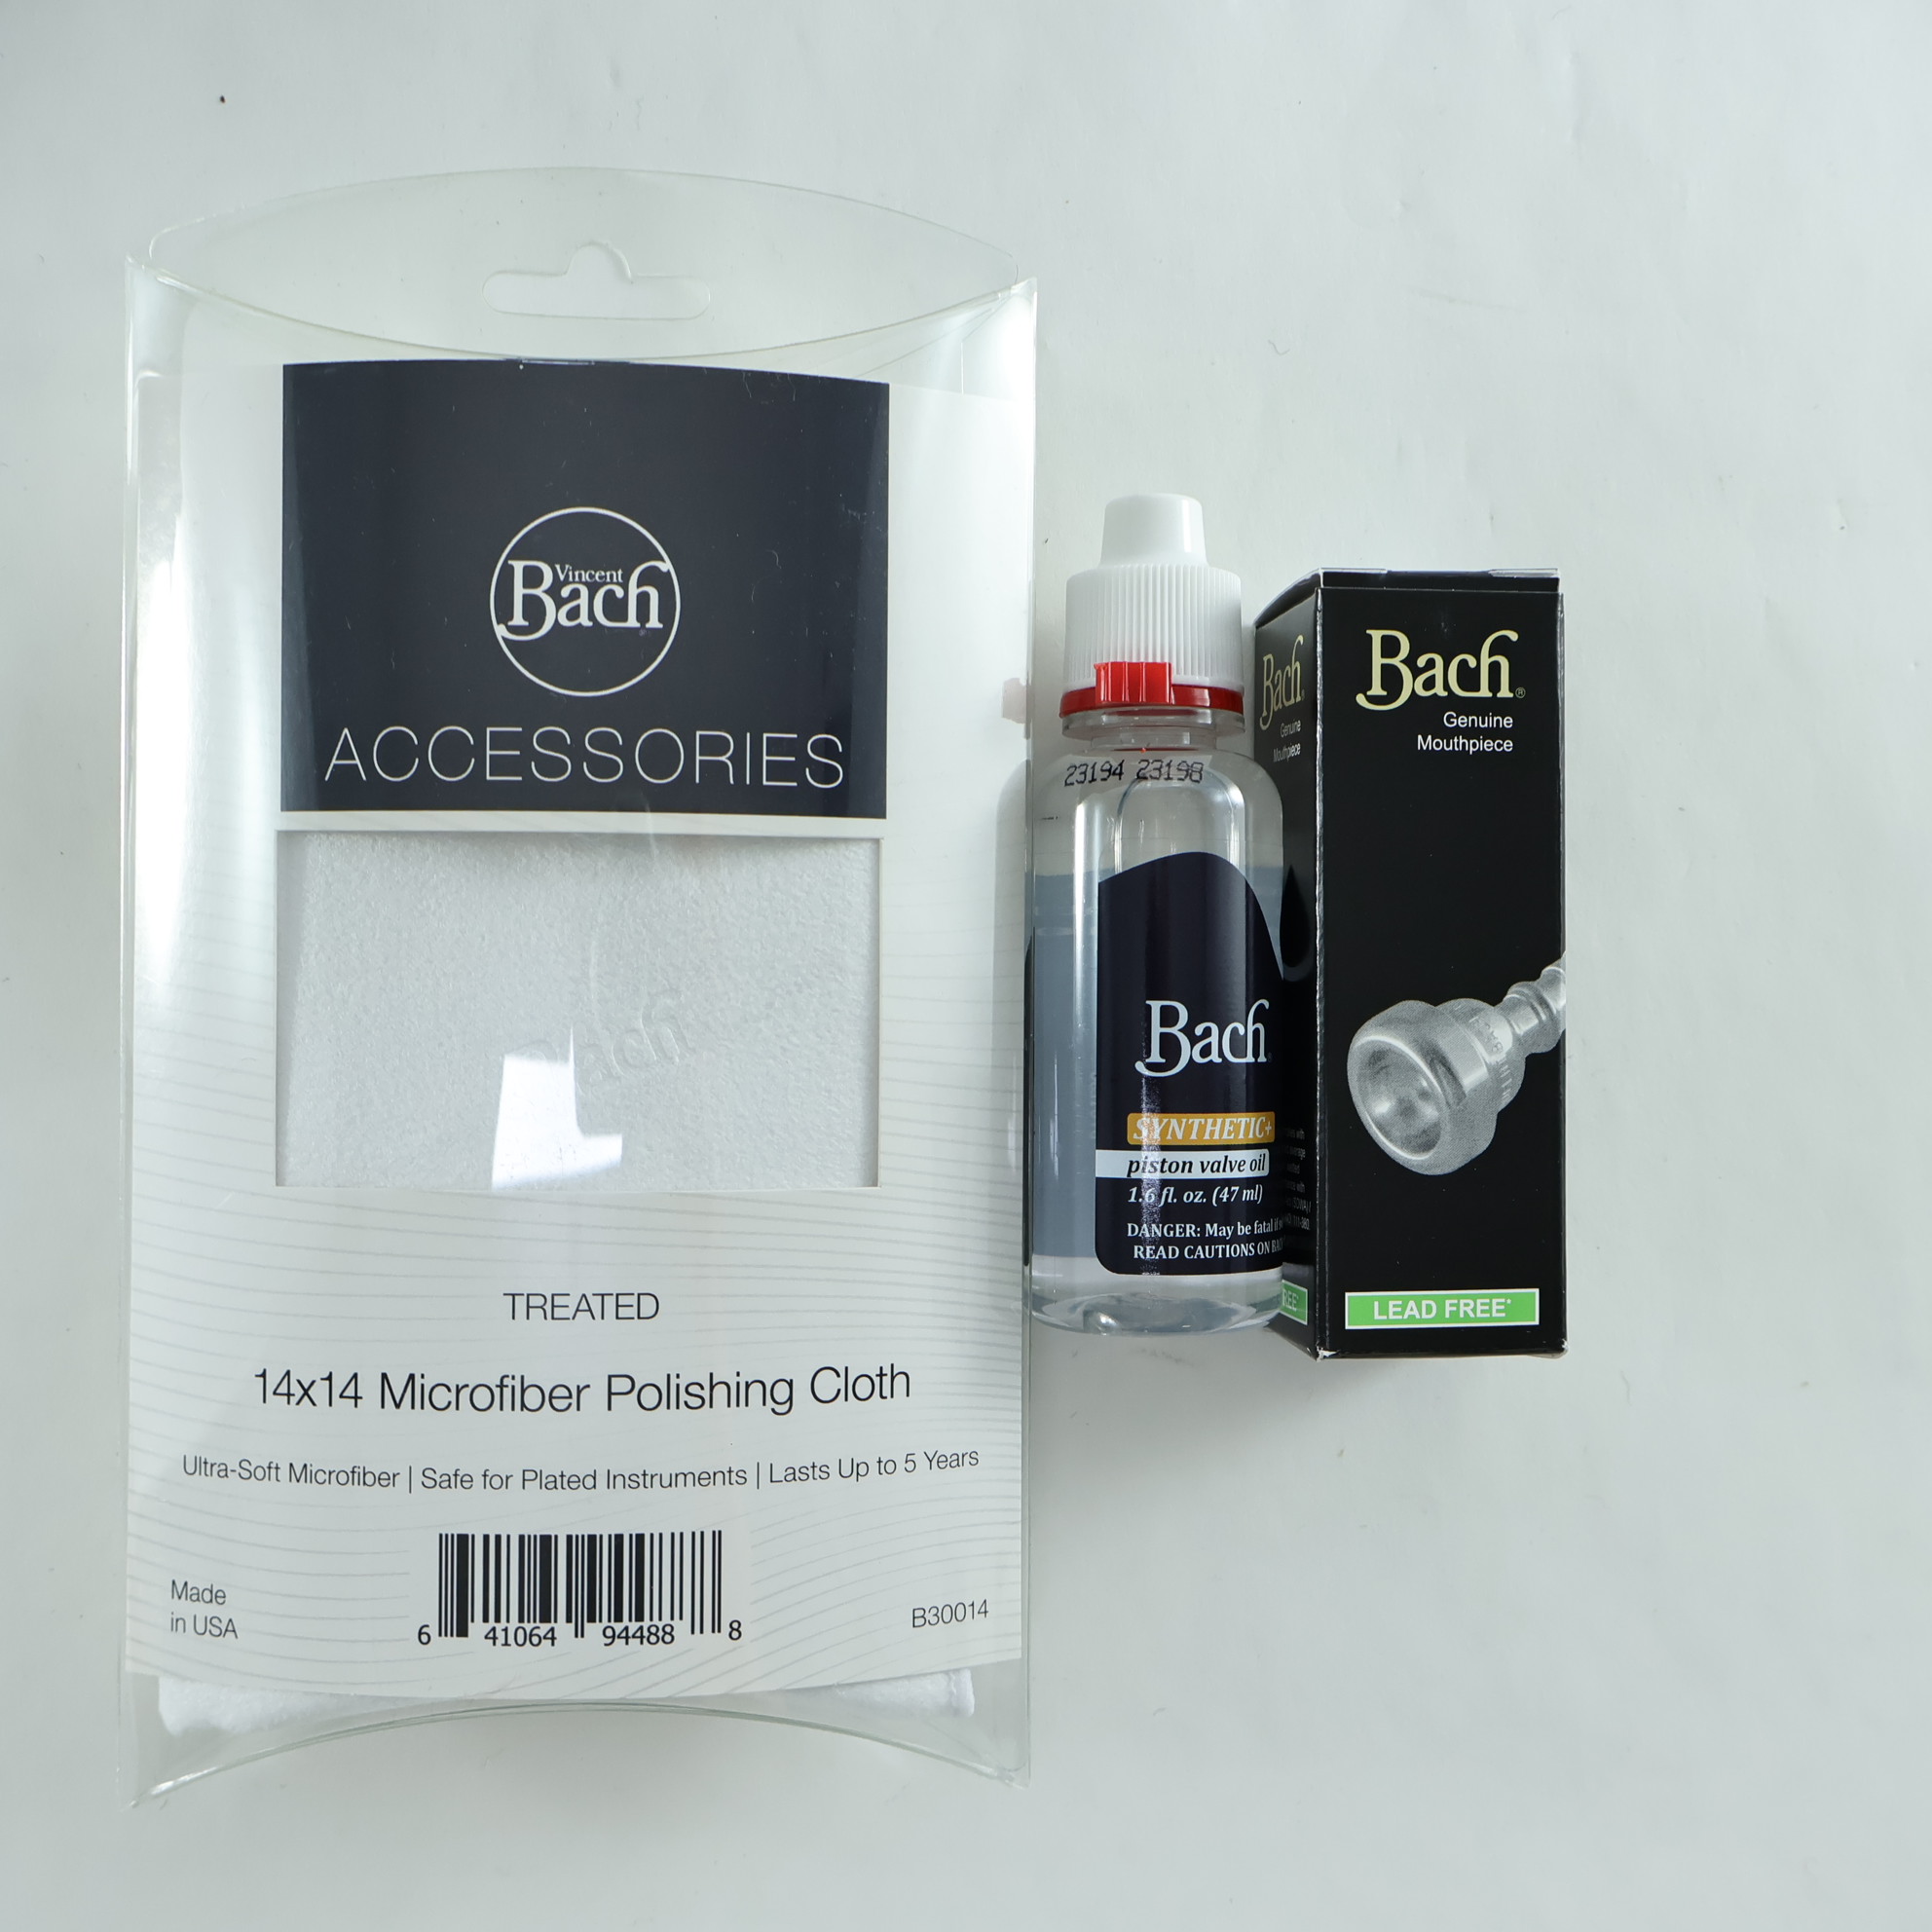 Vincent
Bach
ACCESSORIES
Bach
TREATED
14x14 Microfiber Polishing Cloth
Ultra-Soft Microfiber | Safe for Plated Instruments | Lasts Up to 5 Years
Made
in USA
6 41064 94488 8
B30014
23194 23198
Bach
SYNTHETIC+
piston valve oil
1.6 fl. oz. (47 ml)
DANGER: May be fatal if
READ CAUTIONS ON
Bach
Genuine
Mouthpiece
Bach®
Genuine
Mouthpiece
LEAD FREE*